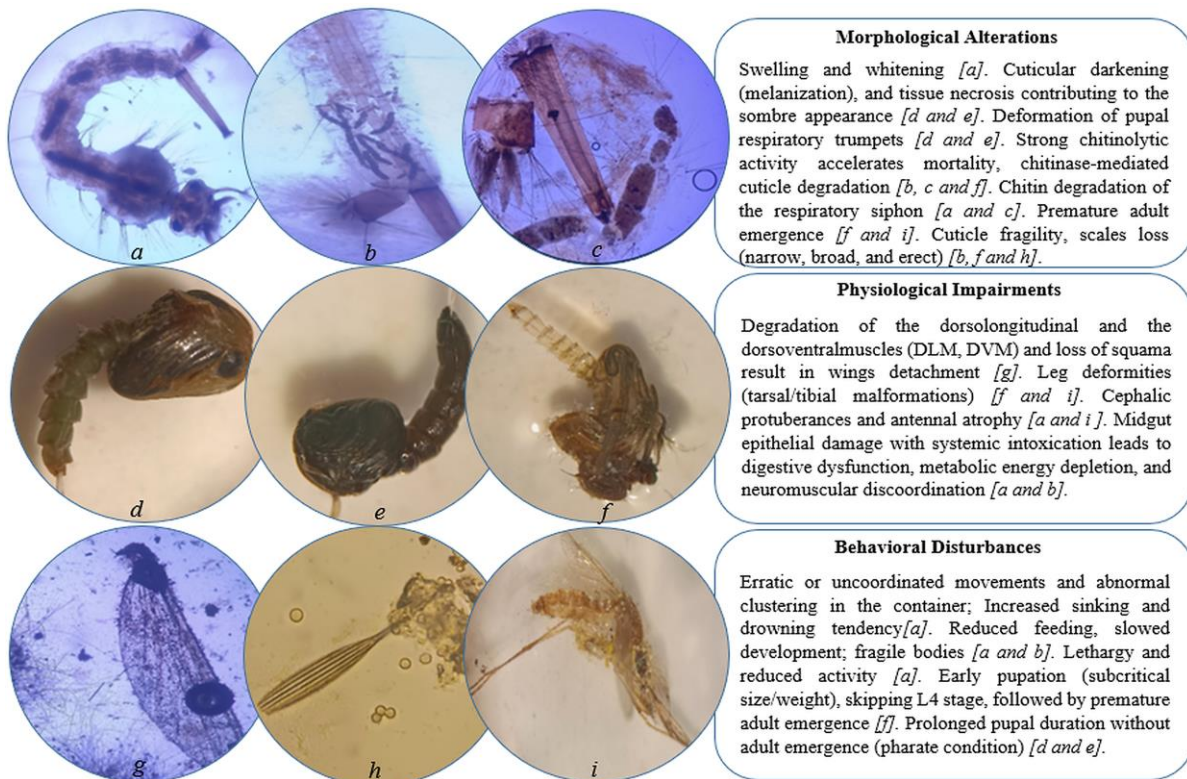 a
b
c
Morphological Alterations
Swelling and whitening [a]. Cuticular darkening
(melanization), and tissue necrosis contributing to the
sombre appearance [d and e]. Deformation of pupal
respiratory trumpets [d and e]. Strong chitinolytic
activity accelerates mortality, chitinase-mediated
cuticle degradation [b, c and f]. Chitin degradation of
the respiratory siphon [a and c]. Premature adult
emergence [f and i]. Cuticle fragility, scales loss
(narrow, broad, and erect) [b, f and h].
d
e
f
Physiological Impairments
Degradation of the dorsolongitudinal and the
dorsoventralmuscles (DLM, DVM) and loss of squama
result in wings detachment [g]. Leg deformities
(tarsal/tibial malformations) [f and i]. Cephalic
protuberances and antennal atrophy [a and i ]. Midgut
epithelial damage with systemic intoxication leads to
digestive dysfunction, metabolic energy depletion, and
neuromuscular discoordination [a and b].
g
h
i
Behavioral Disturbances
Erratic or uncoordinated movements and abnormal
clustering in the container; Increased sinking and
drowning tendency[a]. Reduced feeding, slowed
development; fragile bodies [a and b]. Lethargy and
reduced activity [a]. Early pupation (subcritical
size/weight), skipping L4 stage, followed by premature
adult emergence [f]. Prolonged pupal duration without
adult emergence (pharate condition) [d and e].